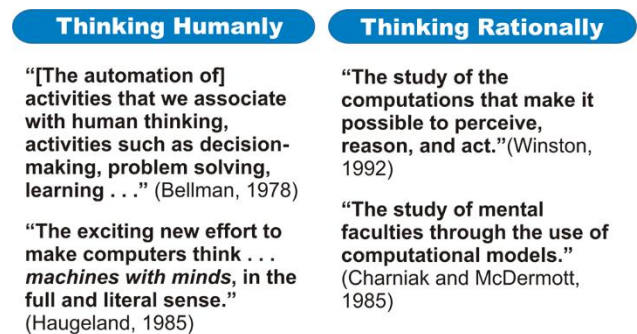 Thinking Humanly
"[The automation of]
activities that we associate
with human thinking,
activities such as decision-
making, problem solving,
learning . . ." (Bellman, 1978)
"The exciting new effort to
make computers think . . .
machines with minds, in the
full and literal sense."
(Haugeland, 1985)
Thinking Rationally
"The study of the
computations that make it
possible to perceive,
reason, and act."(Winston,
1992)
"The study of mental
faculties through the use of
computational models."
(Charniak and McDermott,
1985)